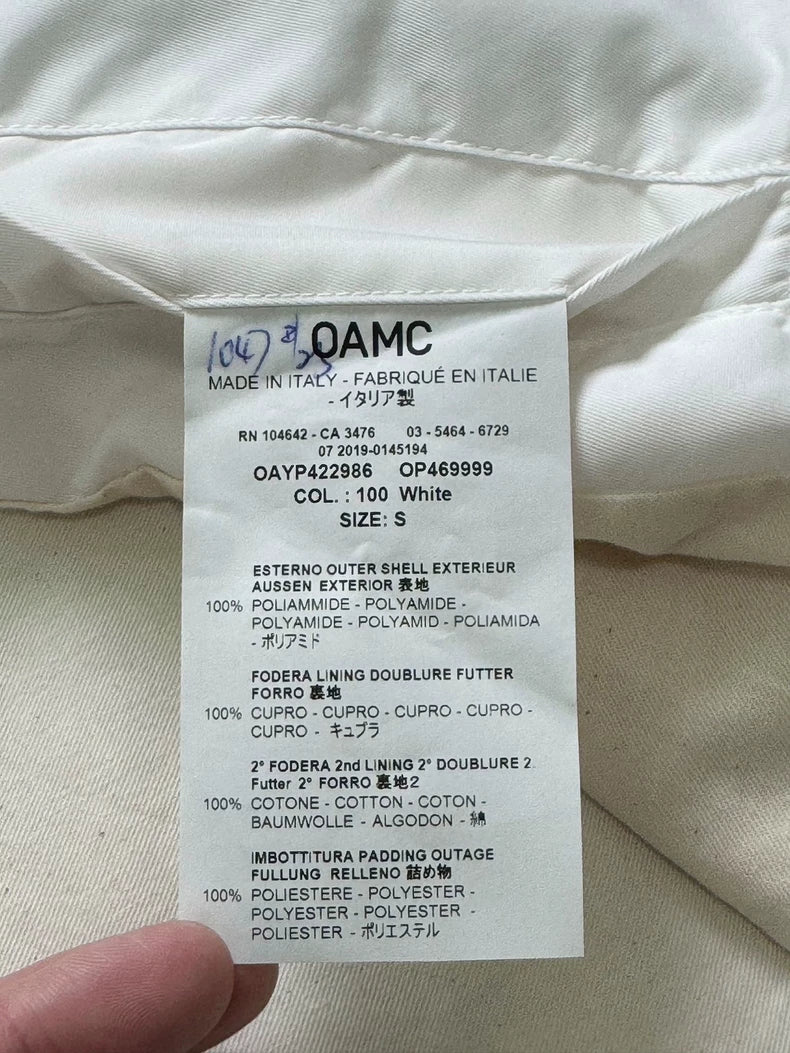 1047 #/25
OAMC
MADE IN ITALY - FABRIQUÉ EN ITALIE
- イタリア製
RN 104642 - CA 3476 03 - 5464 - 6729
07 2019-0145194
OAYP422986 OP469999
COL. : 100 White
SIZE: S
ESTERNO OUTER SHELL EXTERIEUR
AUSSEN EXTERIOR 表地
100% POLIAMMIDE - POLYAMIDE -
POLYAMIDE - POLYAMID - POLIAMIDA
- ポリアミド
FODERA LINING DOUBLURE FUTTER
FORRO 裏地
100% CUPRO - CUPRO - CUPRO - CUPRO -
CUPRO - キュプラ
2° FODERA 2nd LINING 2° DOUBLURE 2.
Futter 2° FORRO 裏地2
100% COTONE - COTTON - COTON -
BAUMWOLLE - ALGODON - 綿
IMBOTTITURA PADDING OUTAGE
FULLUNG RELLENO 詰め物
100% POLIESTERE - POLYESTER -
POLYESTER - POLYESTER -
POLIESTER - ポリエステル